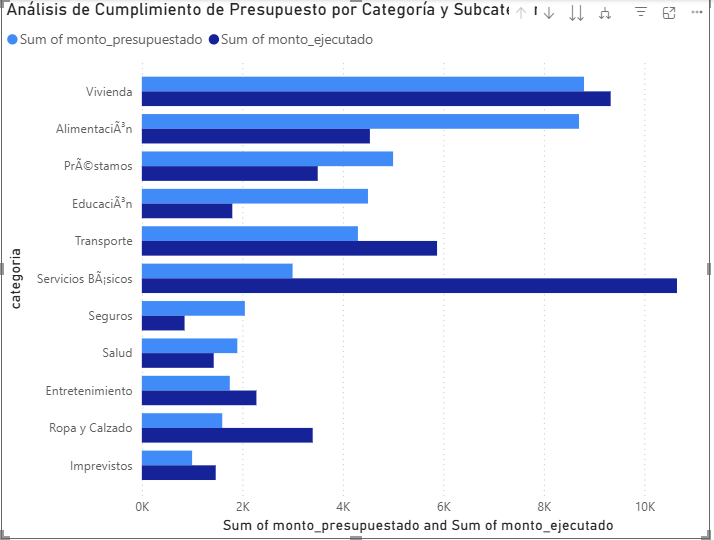 Análisis de Cumplimiento de Presupuesto por Categoría y Subcate
Sum of monto_presupuestado Sum of monto_ejecutado
Vivienda
AlimentaciÃ³n
PrÃ©stamos
EducaciÃ³n
Transporte
Servicios BÃ¡sicos
Seguros
Salud
Entretenimiento
Ropa y Calzado
Imprevistos
categoria
0K 2K 4K 6K 8K 10K
Sum of monto_presupuestado and Sum of monto_ejecutado